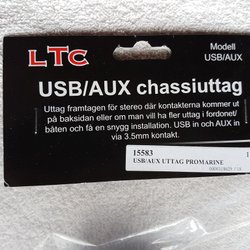 LTC
Modell
USB/AUX
USB/AUX chassiuttag
Uttag framtagen för stereo där kontakterna kommer ut
på baksidan eller om man vill ha fler uttag i fordonet/
båten och få en snygg installation. USB in och AUX in
via 3.5mm kontakt.
15583
1
USB/AUX UTTAG PROMARINE